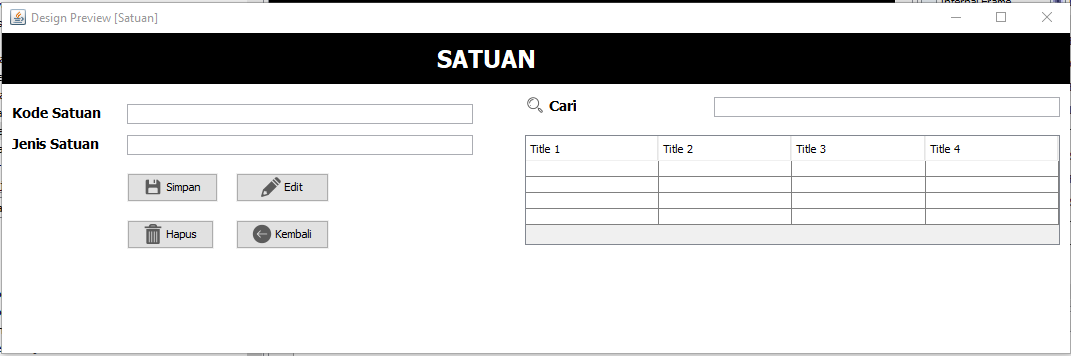 Design Preview [Satuan]
SATUAN
Kode Satuan
Jenis Satuan
Simpan
Edit
Hapus
Kembali
Cari
Title 1
Title 2
Title 3
Title 4